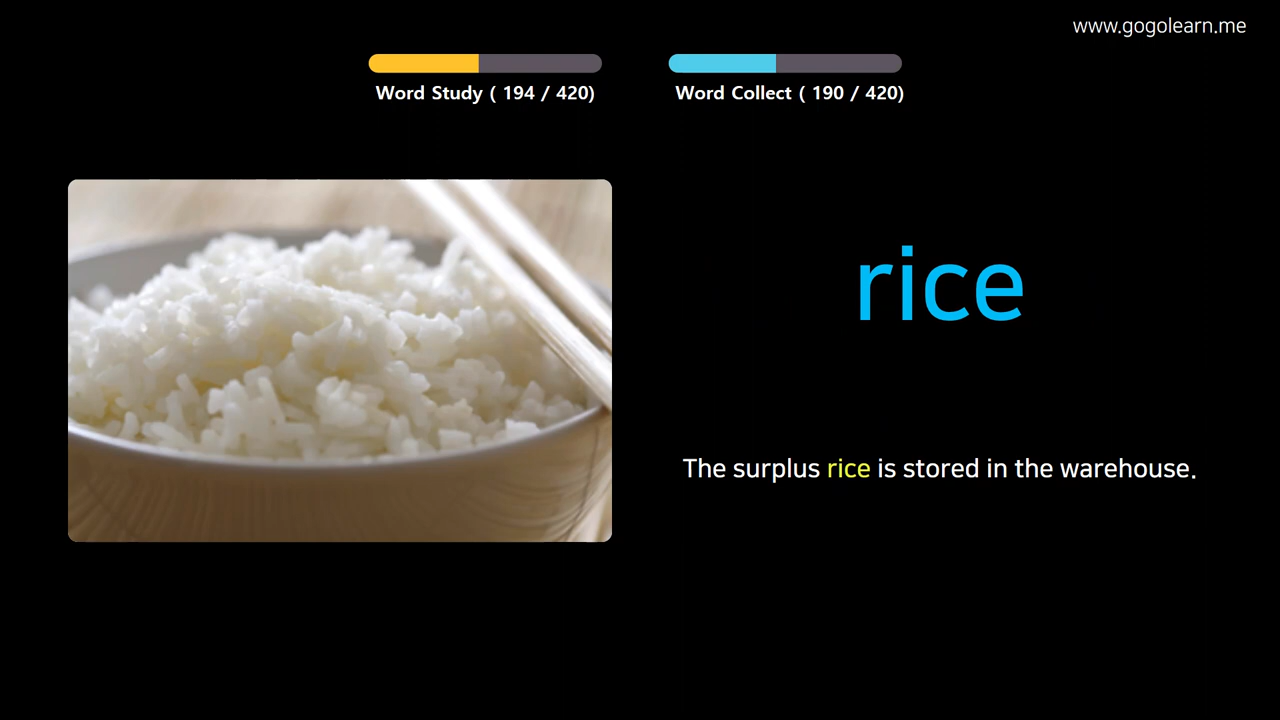 www.gogolearn.me
Word Study ( 194 / 420)
Word Collect ( 190 / 420)
rice
The surplus rice is stored in the warehouse.